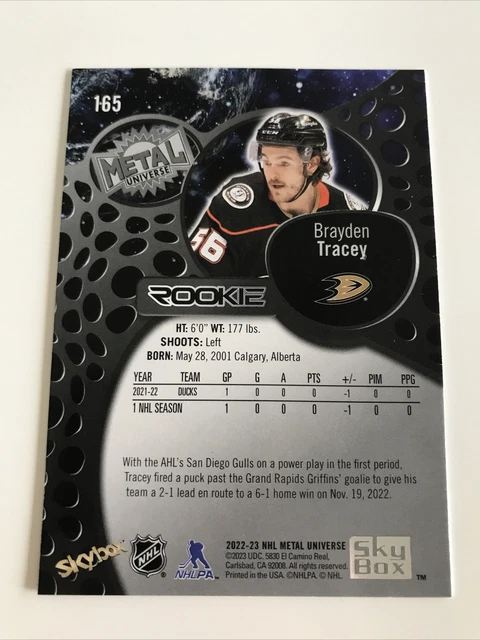 165
METAL
UNIVERSE
CCM
56
Brayden
Tracey
ROOKIE
HT: 6'0" WT: 177 lbs.
SHOOTS: Left
BORN: May 28, 2001 Calgary, Alberta
YEAR TEAM GP G A PTS +/- PIM PPG
2021-22 DUCKS 1 0 0 0 -1 0 0
1 NHL SEASON 1 0 0 0 -1 0 0
With the AHL's San Diego Gulls on a power play in the first period,
Tracey fired a puck past the Grand Rapids Griffins' goalie to give his
team a 2-1 lead en route to a 6-1 home win on Nov. 19, 2022.
skybox
NHL
NHLPA
2022-23 NHL METAL UNIVERSE
©2023 UDC. 5830 El Camino Real,
Carlsbad, CA 92008. All rights reserved.
Printed in the USA. ©NHLPA. © NHL.
Sky
Box
TM